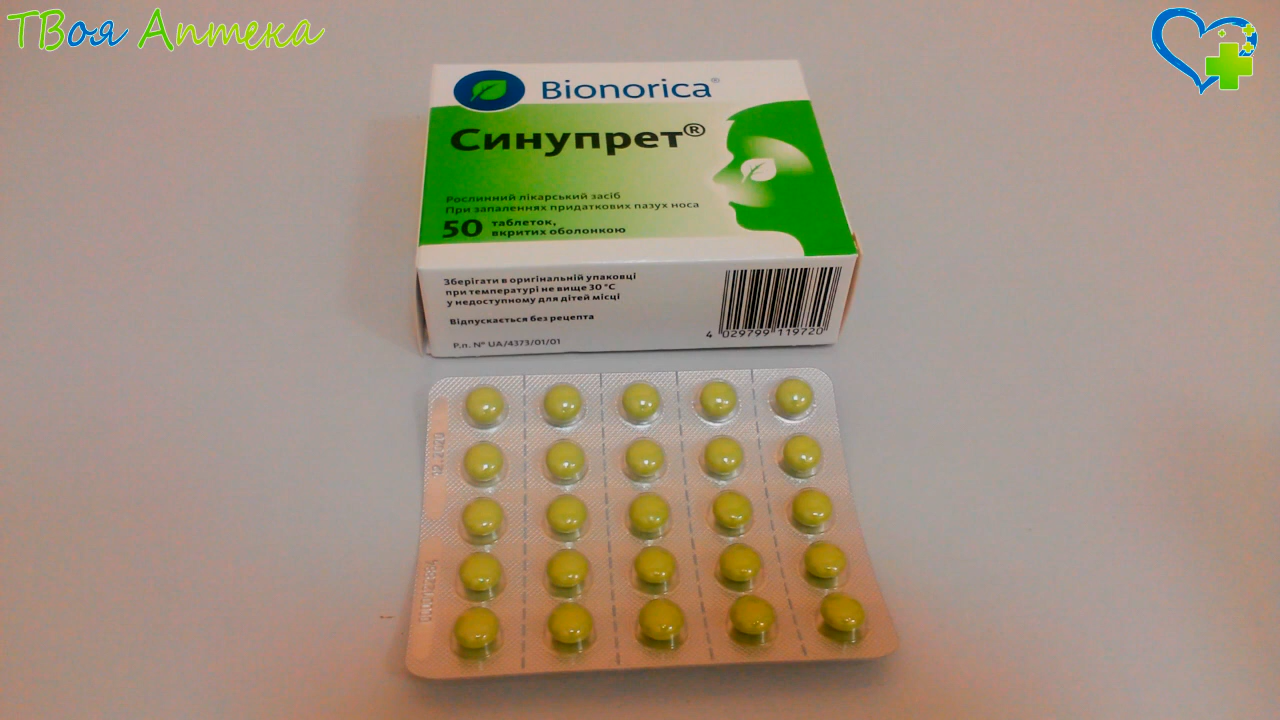 ТВоя Аптека
Bionorica®
Синупрет®
Рослинний лікарський засіб
При запаленнях придаткових пазух носа
50 таблеток,
вкритих оболонкою
Зберігати в оригінальній упаковці
при температурі не вище 30 °C
у недоступному для дітей місці
Відпускається без рецепта
Р.п. № UA/4373/01/01
4 029799 119720
02.2020